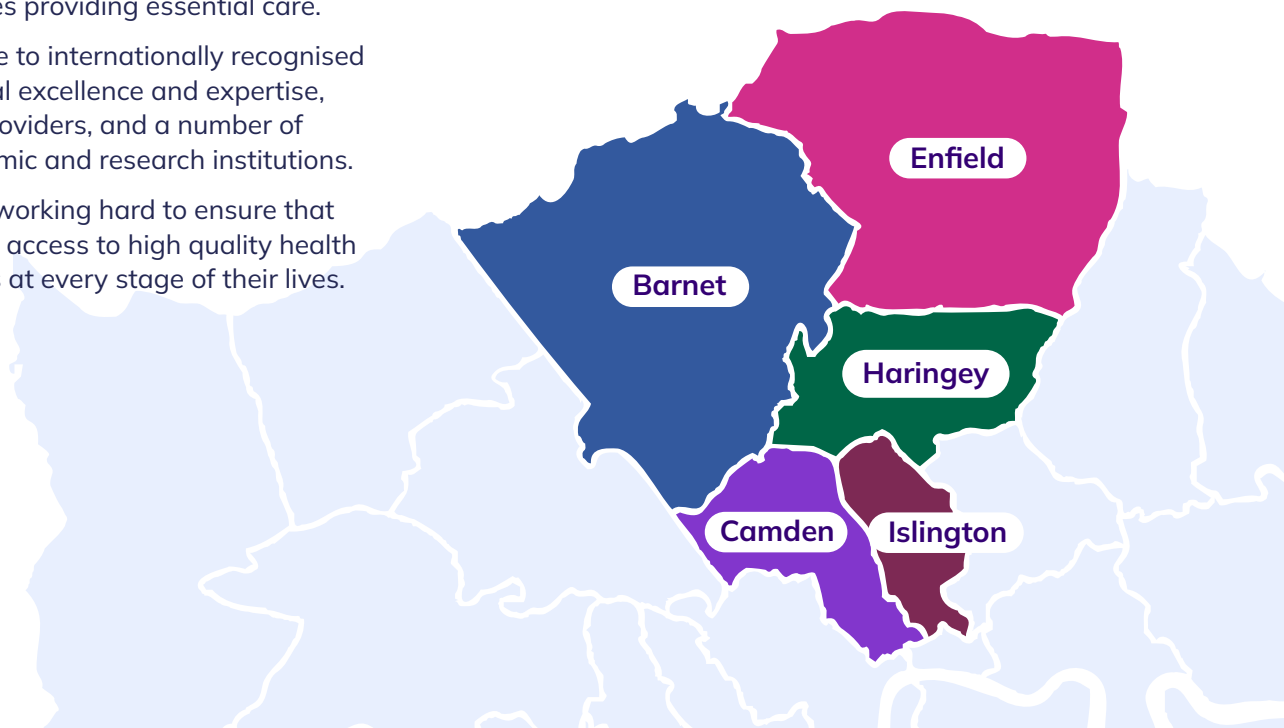 es providing essential care.
e to internationally recognised
al excellence and expertise,
oviders, and a number of
mic and research institutions.
working hard to ensure that
access to high quality health
s at every stage of their lives.
Enfield
Barnet
Haringey
Camden
Islington